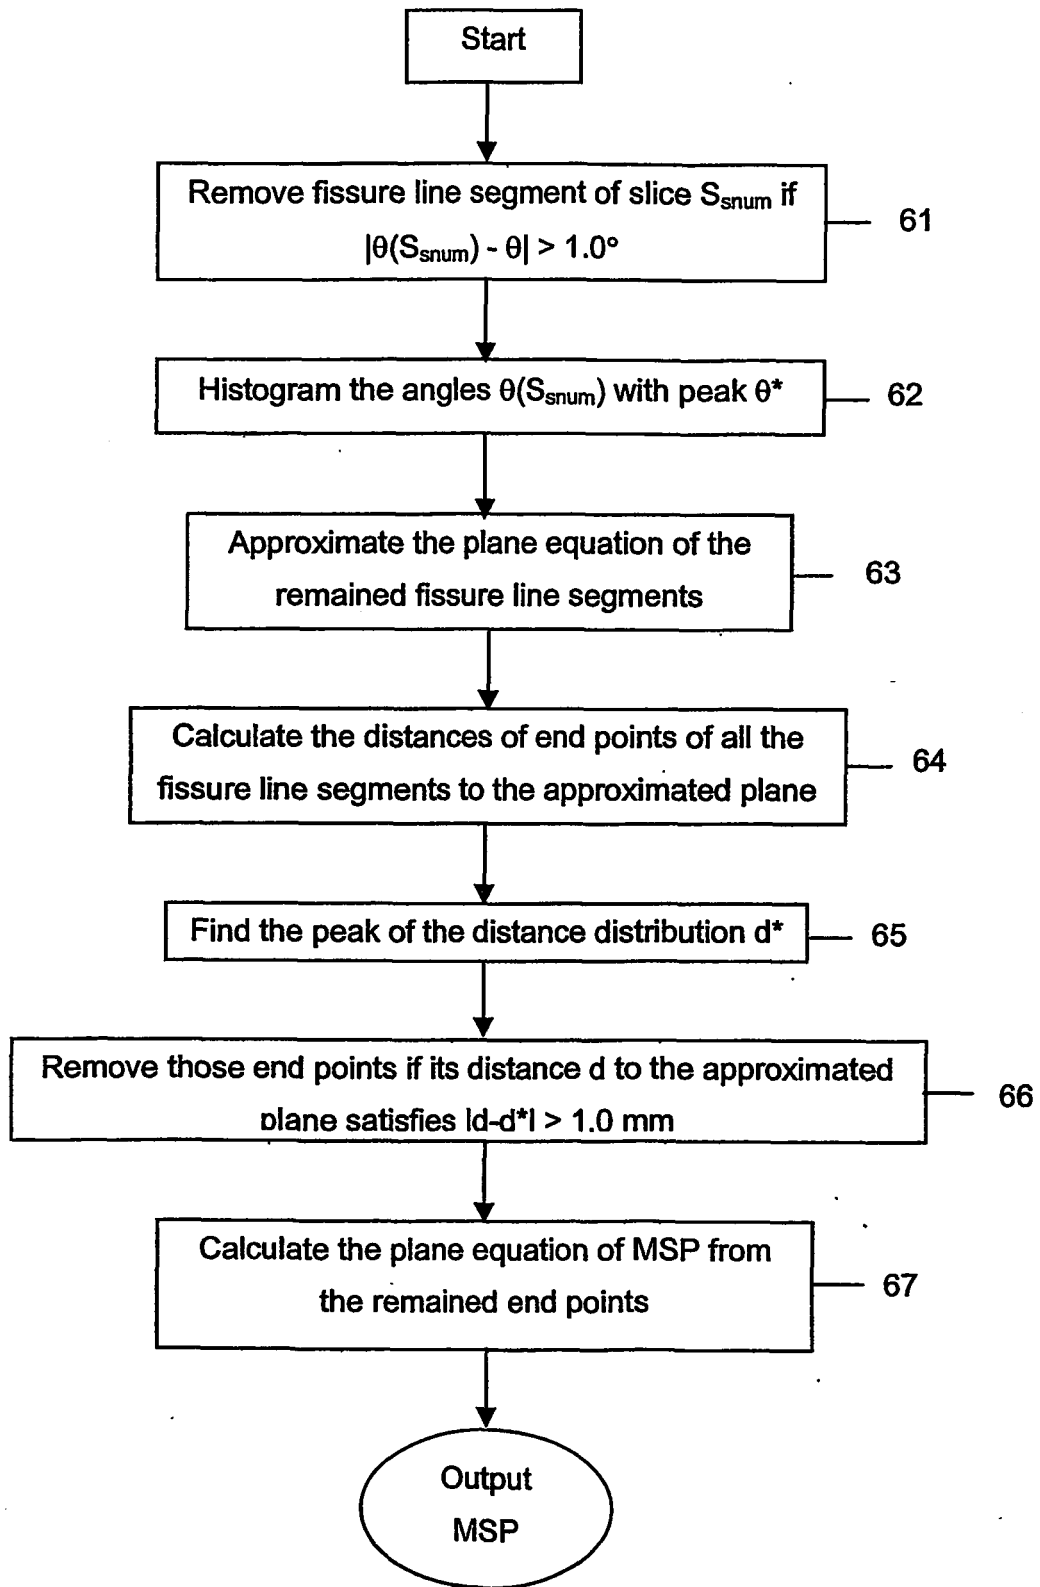 Start
Remove fissure line segment of slice Ssnum if
|θ(Ssnum) - θ| > 1.0°
61
Histogram the angles θ(Ssnum) with peak θ*
62
Approximate the plane equation of the
remained fissure line segments
63
Calculate the distances of end points of all the
fissure line segments to the approximated plane
64
Find the peak of the distance distribution d*
65
Remove those end points if its distance d to the approximated
plane satisfies |d-d*| > 1.0 mm
66
Calculate the plane equation of MSP from
the remained end points
67
Output
MSP